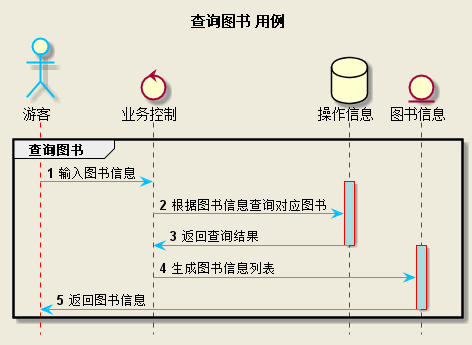 查询图书 用例
游客
业务控制
操作信息
图书信息
查询图书
1 输入图书信息
2 根据图书信息查询对应图书
3 返回查询结果
4 生成图书信息列表
5 返回图书信息